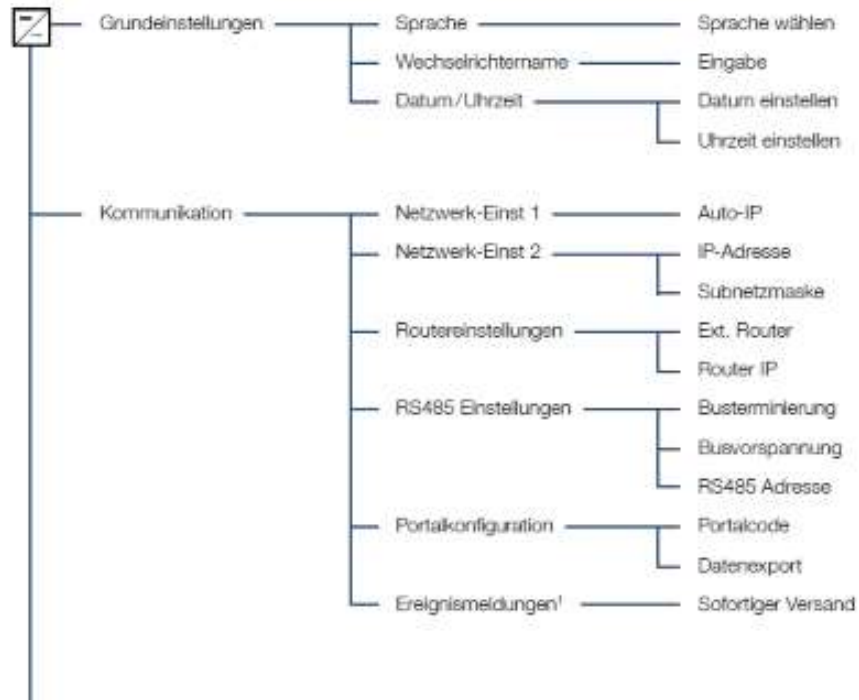 Grundeinstellungen Sprache Sprache wählen
Wechselrichtername Eingabe
Datum/Uhrzeit Datum einstellen
Uhrzeit einstellen
Kommunikation Netzwerk-Einst 1 Auto-IP
Netzwerk-Einst 2 IP-Adresse
Subnetzmaske
Routereinstellungen Ext. Router
Router IP
RS485 Einstellungen Busterminierung
Busvorspannung
RS485 Adresse
Portalkonfiguration Portalcode
Datenexport
Ereignismeldungen¹ Sofortiger Versand